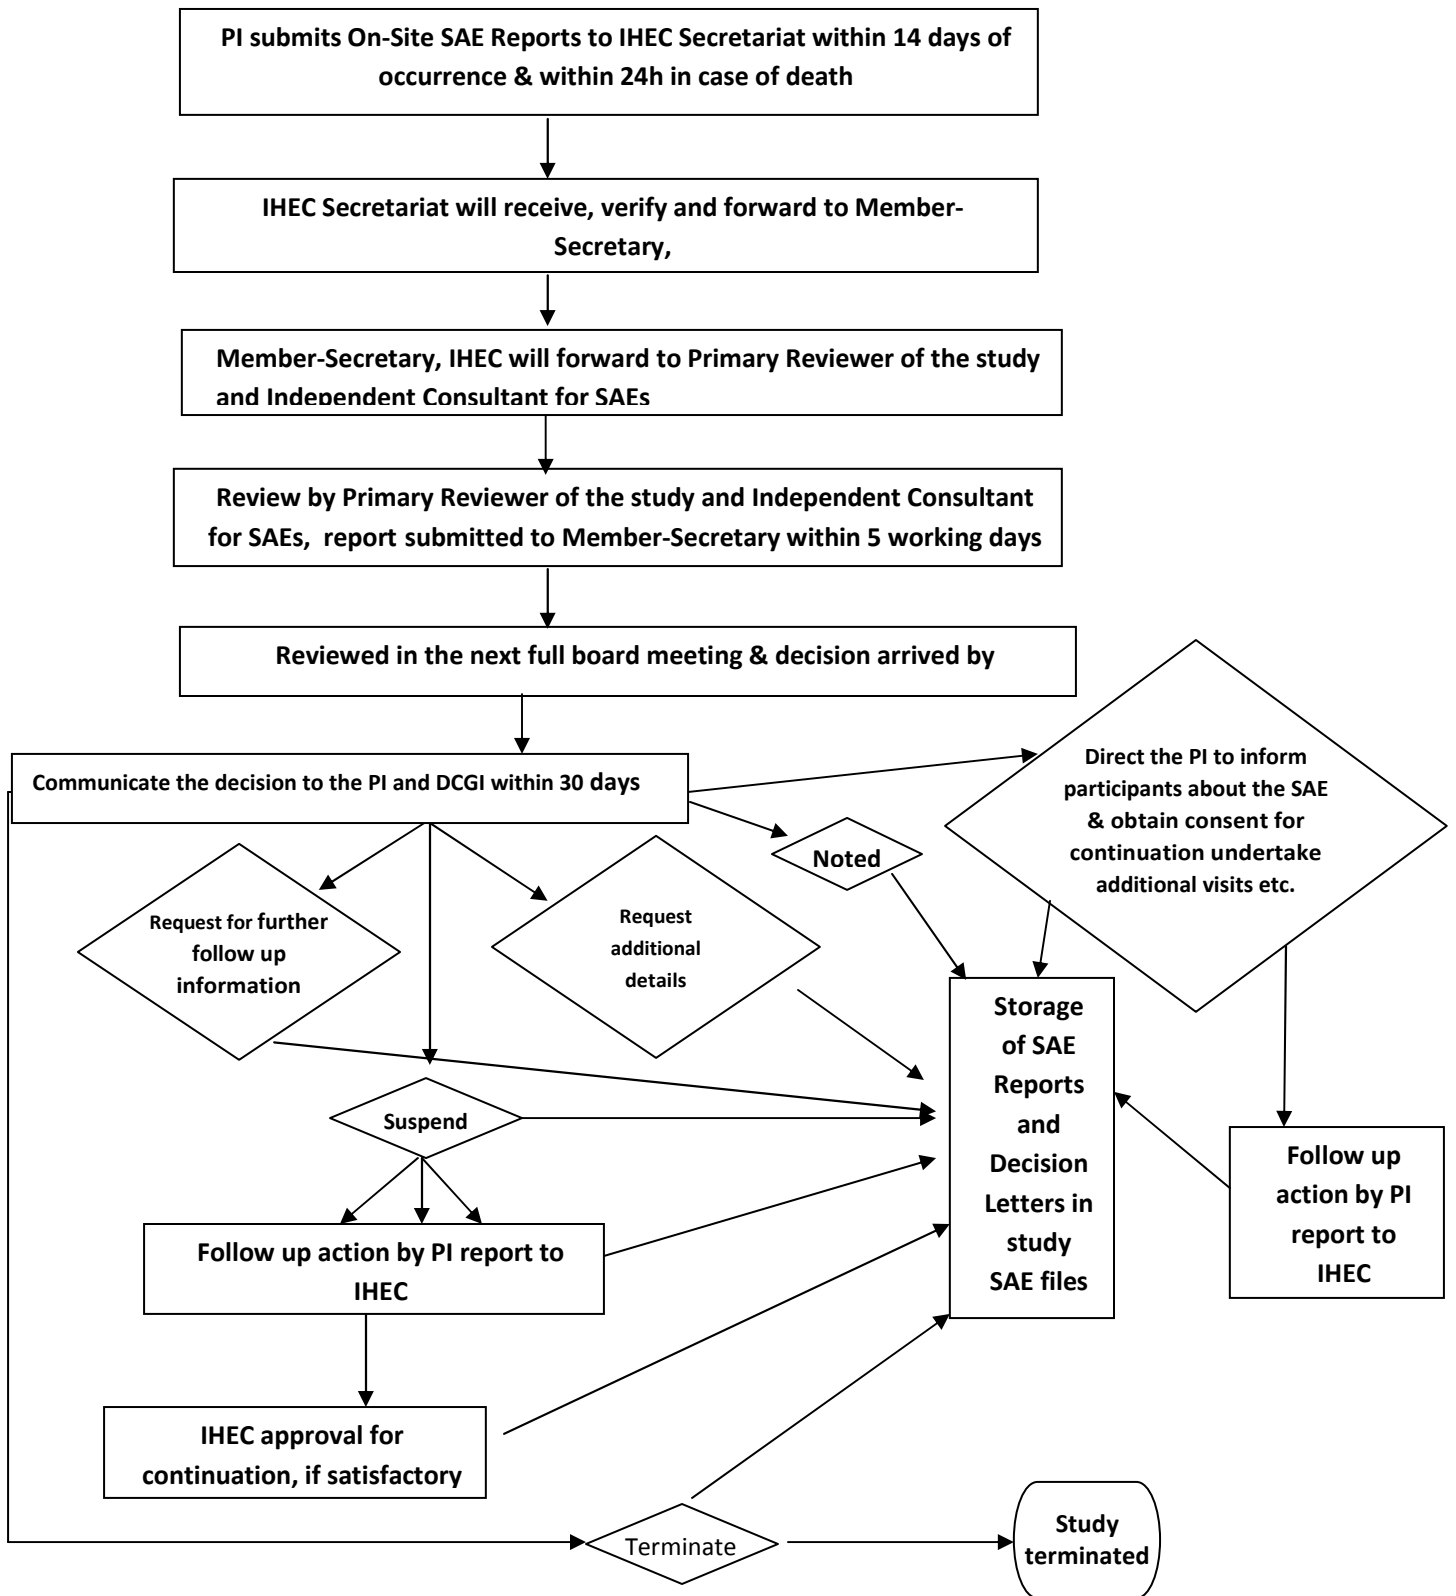 PI submits On-Site SAE Reports to IHEC Secretariat within 14 days of
occurrence & within 24h in case of death
IHEC Secretariat will receive, verify and forward to Member-
Secretary,
Member-Secretary, IHEC will forward to Primary Reviewer of the study
and Independent Consultant for SAEs
Review by Primary Reviewer of the study and Independent Consultant
for SAEs, report submitted to Member-Secretary within 5 working days
Reviewed in the next full board meeting & decision arrived by
Communicate the decision to the PI and DCGI within 30 days
Direct the PI to inform
participants about the SAE
& obtain consent for
continuation undertake
additional visits etc.
Noted
Request for further
follow up
information
Request
additional
details
Suspend
Storage
of SAE
Reports
and
Decision
Letters in
study
SAE files
Follow up
action by PI
report to
IHEC
Follow up action by PI report to
IHEC
IHEC approval for
continuation, if satisfactory
Terminate
Study
terminated